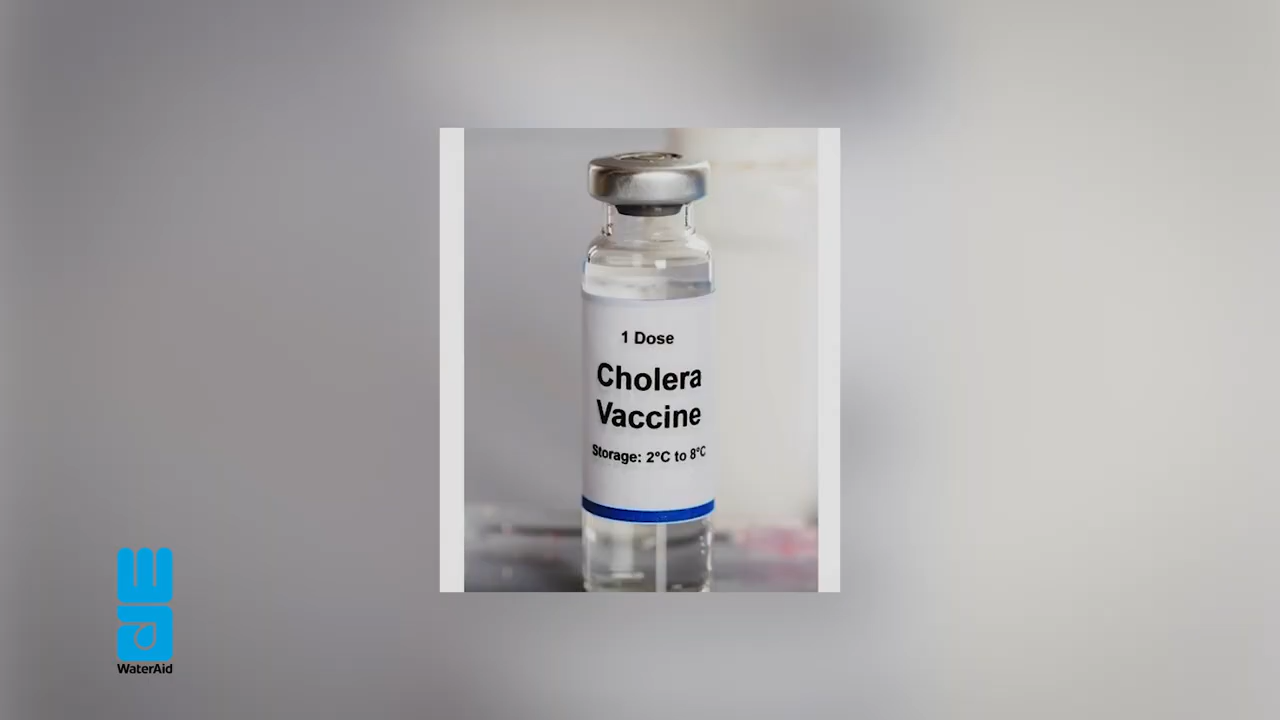 1 Dose
Cholera
Vaccine
Storage: 2°C to 8°C
WaterAid